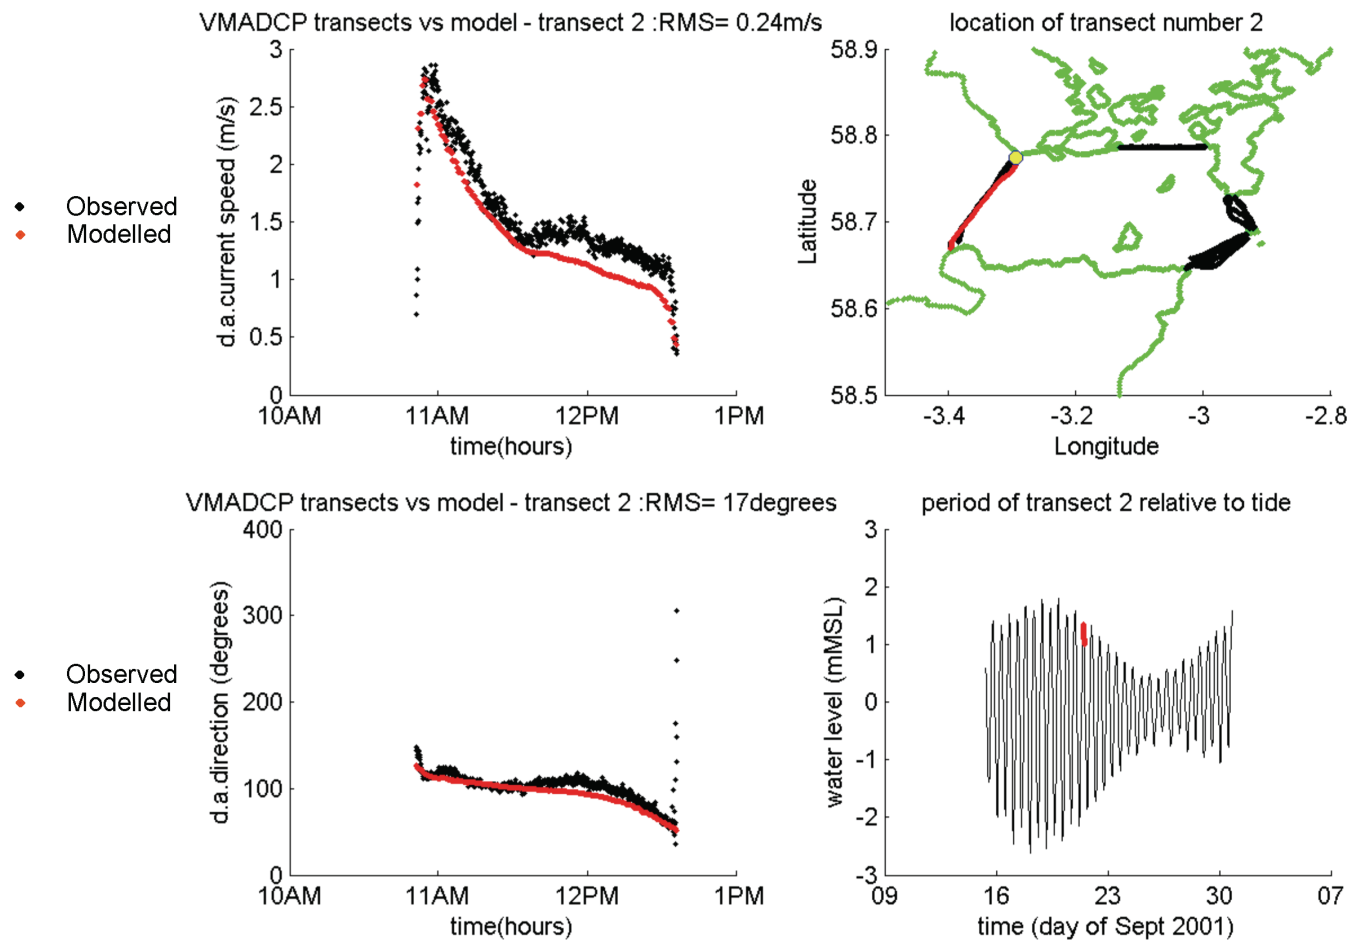 VMADCP transects vs model - transect 2 :RMS= 0.24m/s
3
2.5
2
1.5
1
0.5
0
d.a.current speed (m/s)
10AM 11AM 12PM 1PM
time(hours)
Observed
Modelled
location of transect number 2
58.9
58.8
58.7
58.6
58.5
Latitude
-3.4 -3.2 -3 -2.8
Longitude
VMADCP transects vs model - transect 2 :RMS= 17degrees
400
300
200
100
0
d.a.direction (degrees)
10AM 11AM 12PM 1PM
time(hours)
Observed
Modelled
period of transect 2 relative to tide
3
2
1
0
-1
-2
-3
water level (mMSL)
09 16 23 30 07
time (day of Sept 2001)